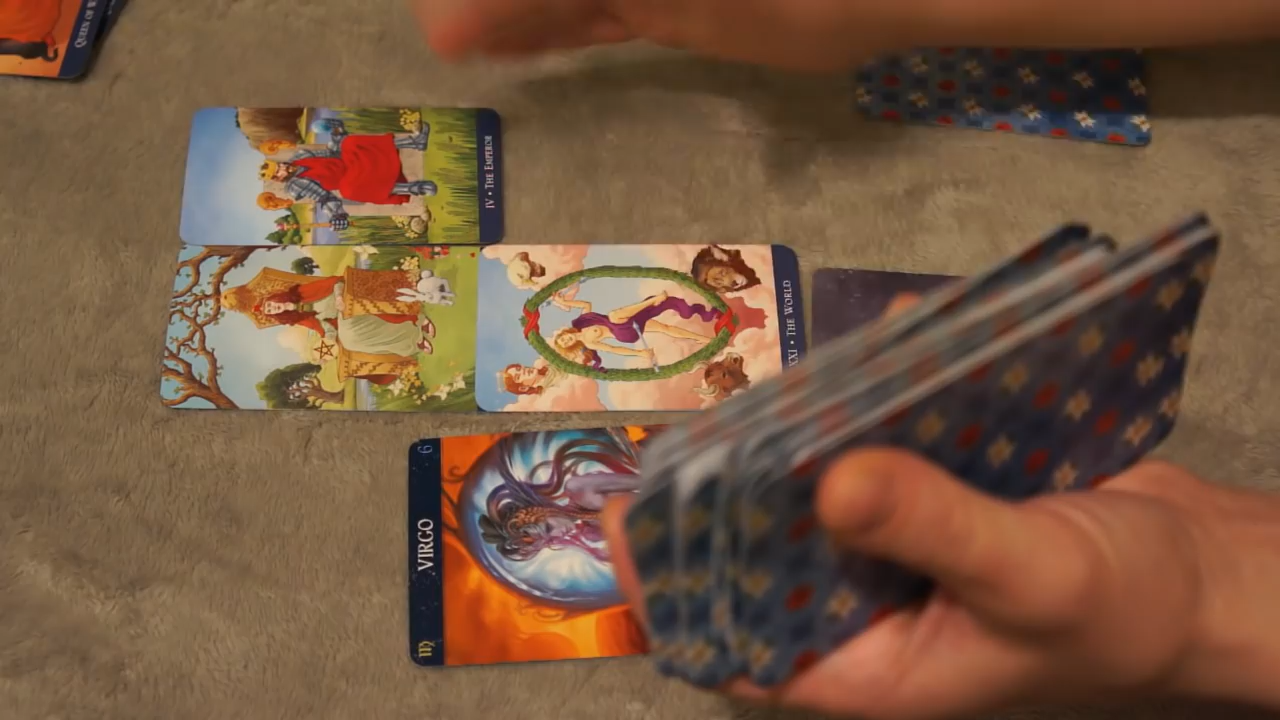 QUEEN OF W
IV • THE EMPEROR
XXI • THE WORLD
6
VIRGO
♍